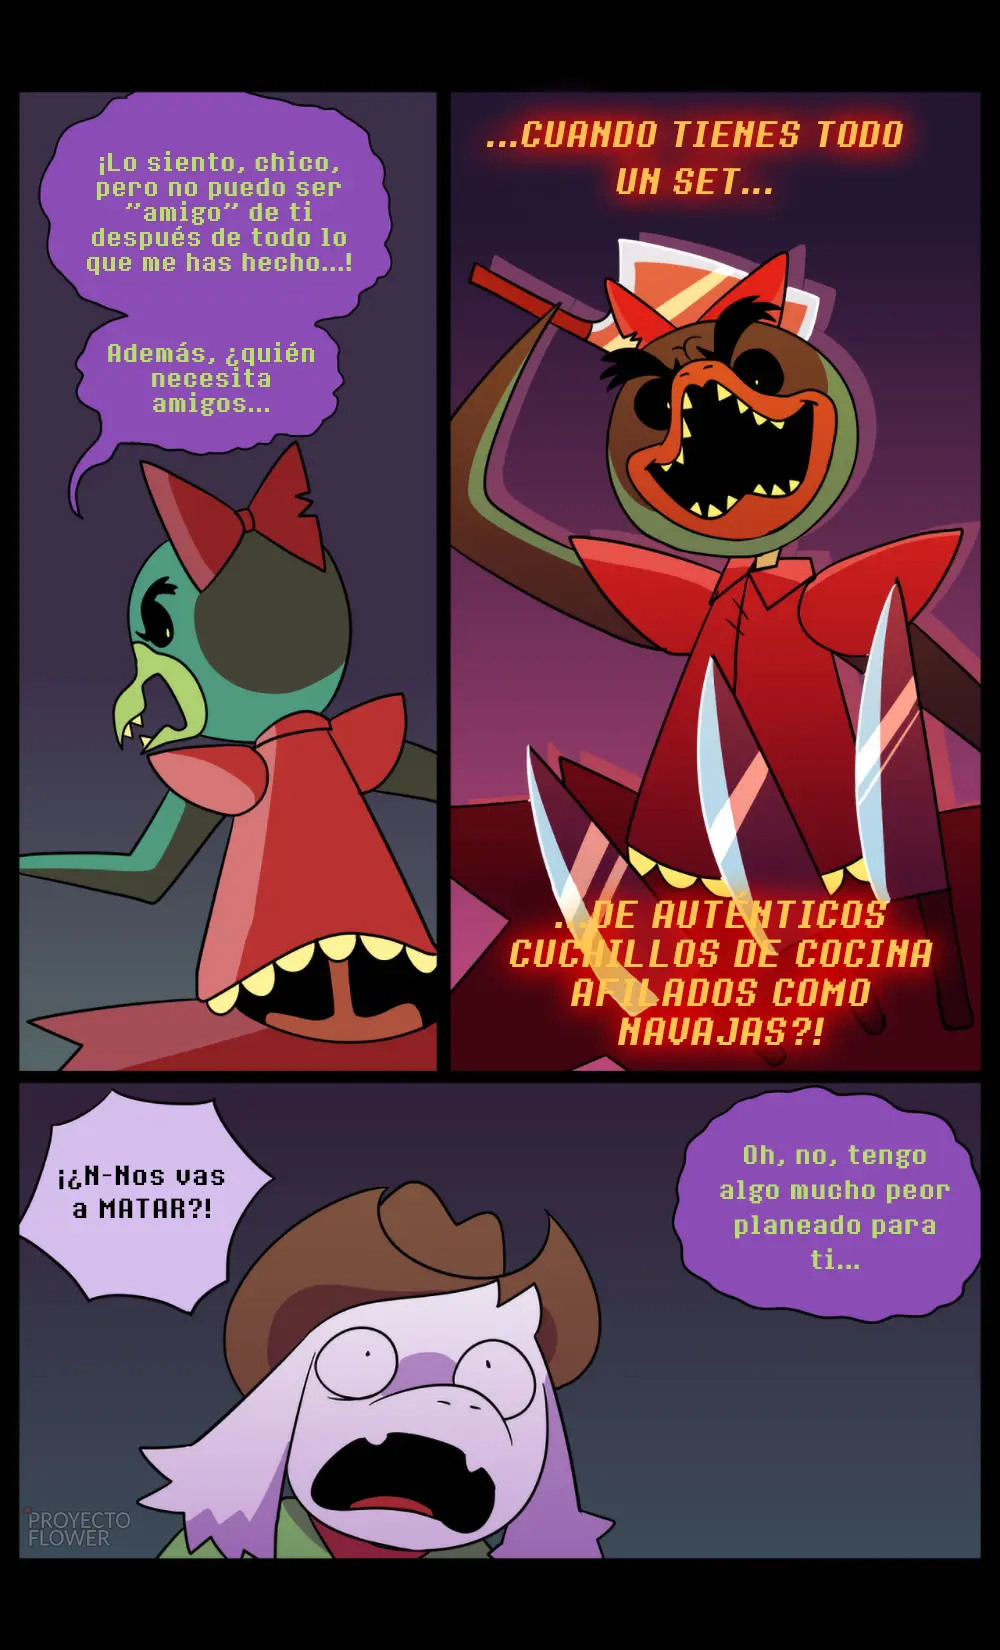 ¡Lo siento, chico,
pero no puedo ser
"amigo" de ti
después de todo lo
que me has hecho...!
Además, ¿quién
necesita
amigos...
...CUANDO TIENES TODO
UN SET...
...DE AUTÉNTICOS
CUCHILLOS DE COCINA
AFILADOS COMO
NAVAJAS?!
¡¿N-Nos vas
a MATAR?!
Oh, no, tengo
algo mucho peor
planeado para
ti...
PROYECTO
FLOWER